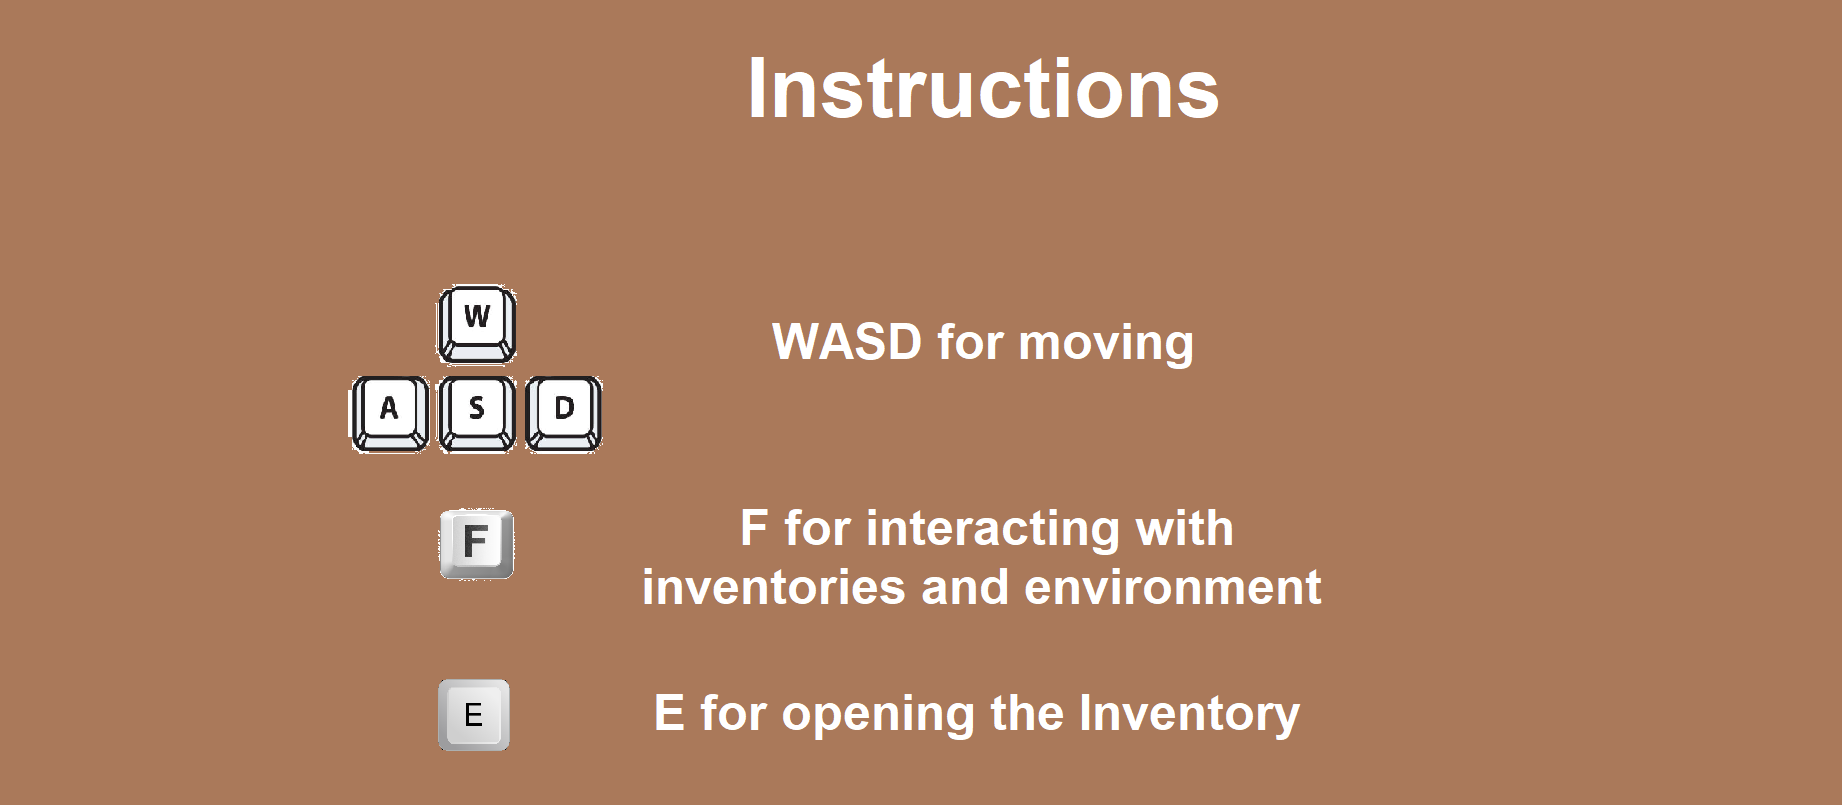 Instructions
W
WASD for moving
A S D
F
F for interacting with
inventories and environment
E
E for opening the Inventory